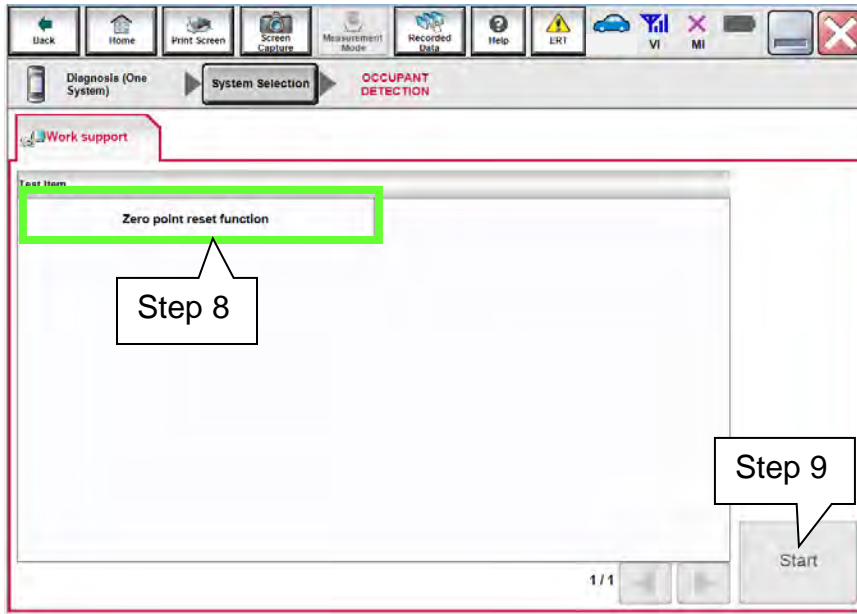 Back
Home
Print Screen
Screen
Capture
Measurement
Mode
Recorded
Data
Help
ERT
VI
MI
Diagnosis (One
System)
System Selection
OCCUPANT
DETECTION
Work support
Test Item
Zero point reset function
Step 8
Step 9
Start
1/1